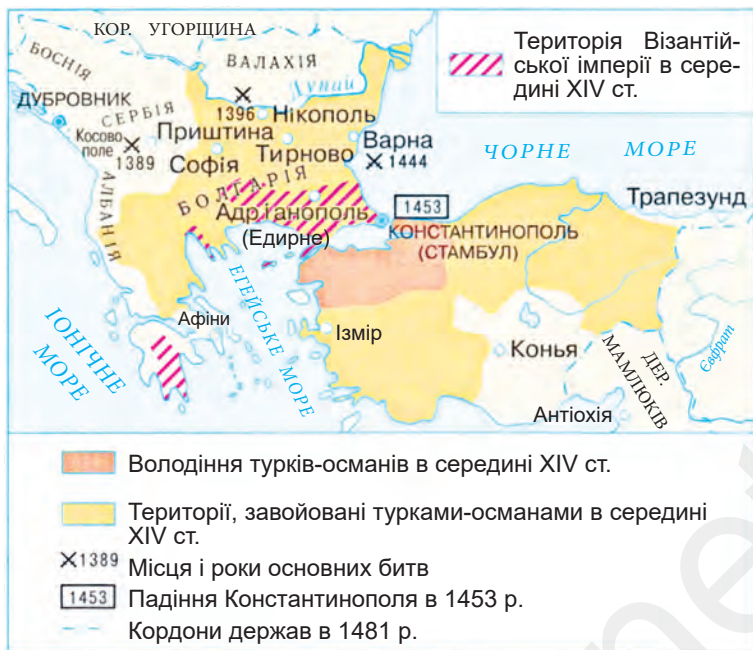 КОР. УГОРЩИНА
Територія Візантій-
ської імперії в сере-
дині XIV ст.
БОСНІЯ
ВАЛАХІЯ
Дунай
ДУБРОВНИК
СЕРБІЯ
1396
Нікополь
Косово
поле
1389
Приштина
Варна
1444
Софія
Тирново
ЧОРНЕ МОРЕ
АЛБАНІЯ
БОЛГАРІЯ
Трапезунд
Адріанополь
(Едирне)
1453
КОНСТАНТИНОПОЛЬ
(СТАМБУЛ)
ІОНІЧНЕ
МОРЕ
ЕГЕЙСЬКЕ МОРЕ
Афіни
Ізмір
Конья
ДЕР.
МАМЛЮКІВ
Євфрат
Антіохія
Володіння турків-османів в середині XIV ст.
Території, завойовані турками-османами в середині
XIV ст.
1389 Місця і роки основних битв
1453 Падіння Константинополя в 1453 р.
Кордони держав в 1481 р.